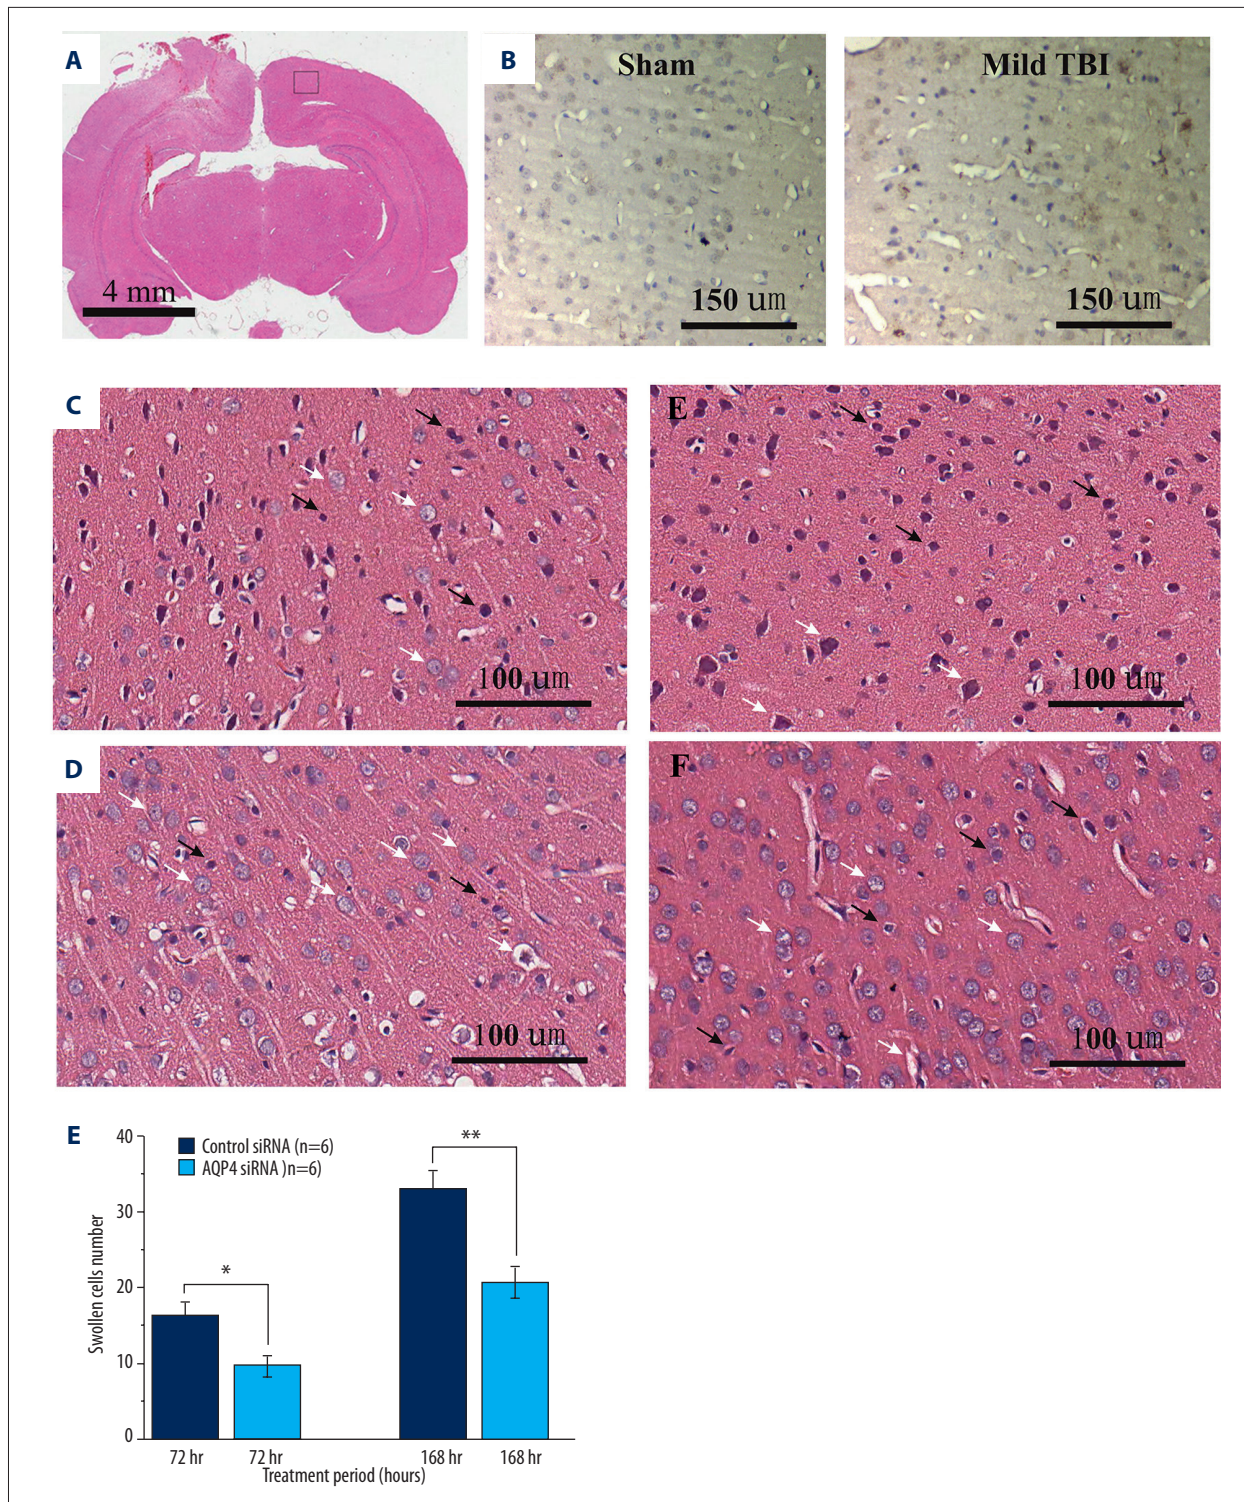 A
4 mm
B
Sham
150 um
Mild TBI
150 um
C
100 um
E
100 um
D
100 um
F
100 um
E
Swollen cells number
40
30
20
10
0
Control siRNA (n=6)
AQP4 siRNA )n=6)
*
**
72 hr 72 hr 168 hr 168 hr
Treatment period (hours)